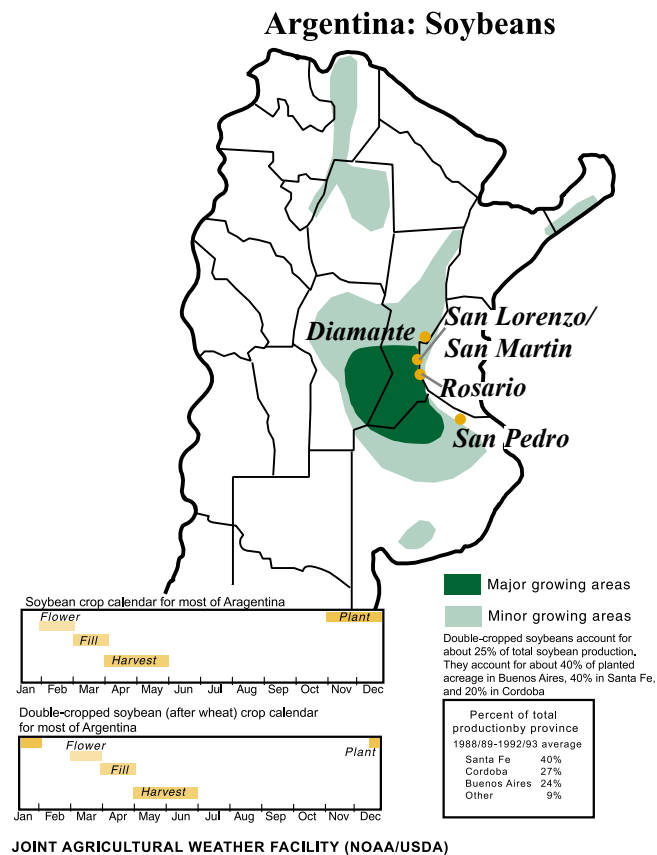 Argentina: Soybeans
Diamante
San Lorenzo/
San Martin
Rosario
San Pedro
Major growing areas
Minor growing areas
Double-cropped soybeans account for
about 25% of total soybean production.
They account for about 40% of planted
acreage in Buenos Aires, 40% in Santa Fe,
and 20% in Cordoba
Soybean crop calendar for most of Aragentina
Flower
Plant
Fill
Harvest
Jan Feb Mar Apr May Jun Jul Aug Sep Oct Nov Dec
Double-cropped soybean (after wheat) crop calendar
for most of Argentina
Flower
Plant
Fill
Harvest
Jan Feb Mar Apr May Jun Jul Aug Sep Oct Nov Dec
Percent of total
productionby province
1988/89-1992/93 average
Santa Fe 40%
Cordoba 27%
Buenos Aires 24%
Other 9%
JOINT AGRICULTURAL WEATHER FACILITY (NOAA/USDA)